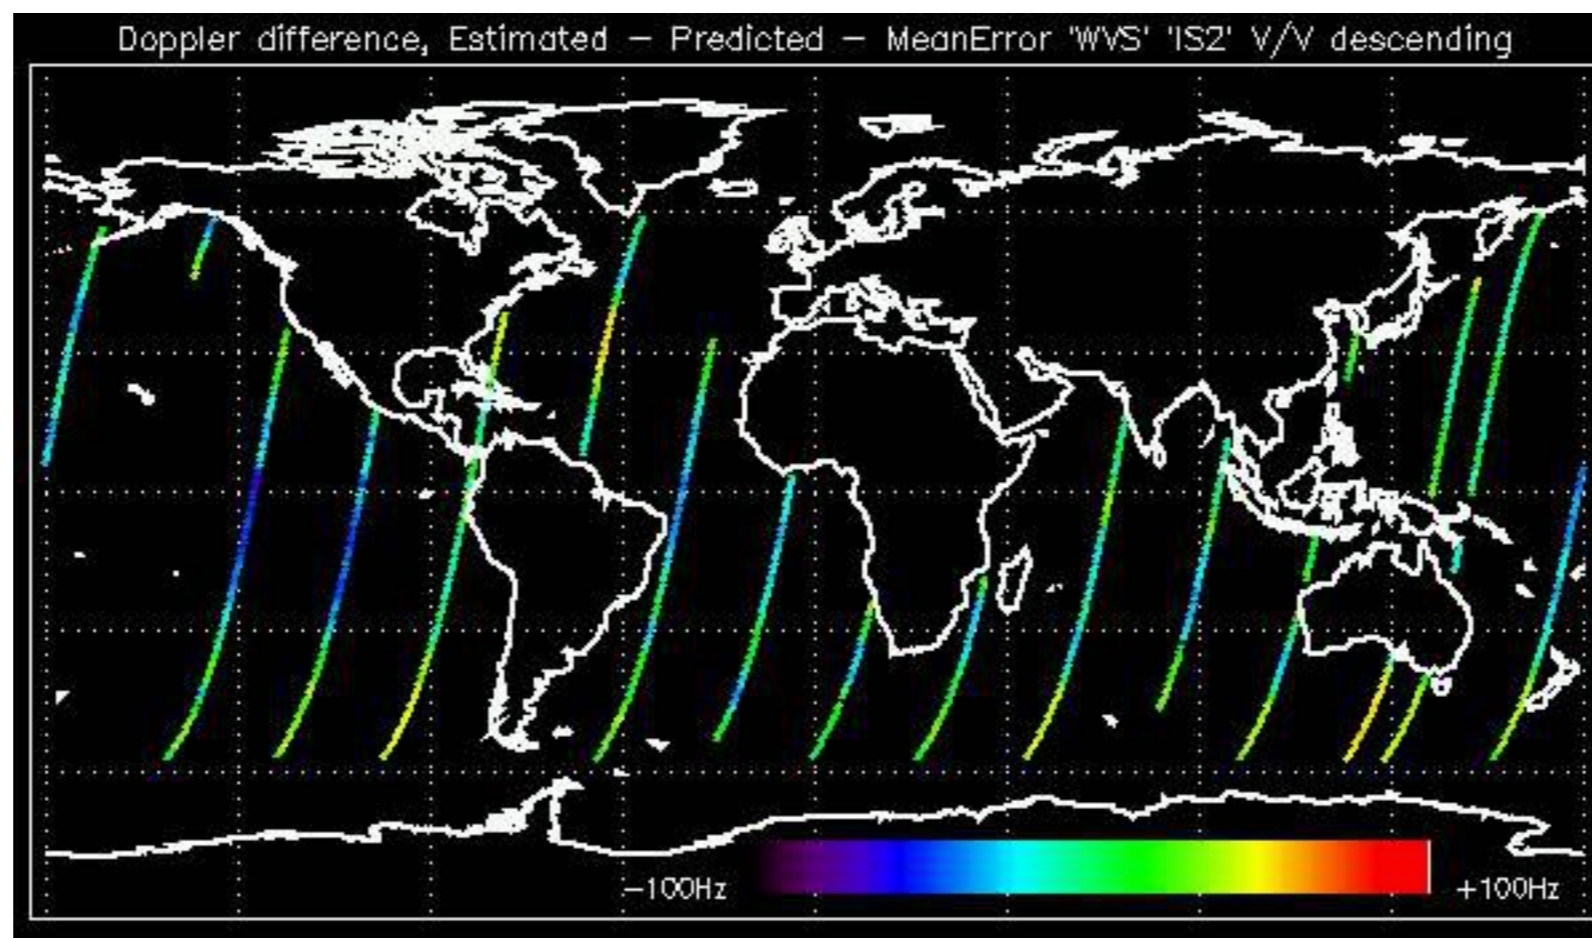 Doppler difference, Estimated – Predicted – MeanError 'WVS' 'IS2' V/V descending
–100Hz +100Hz